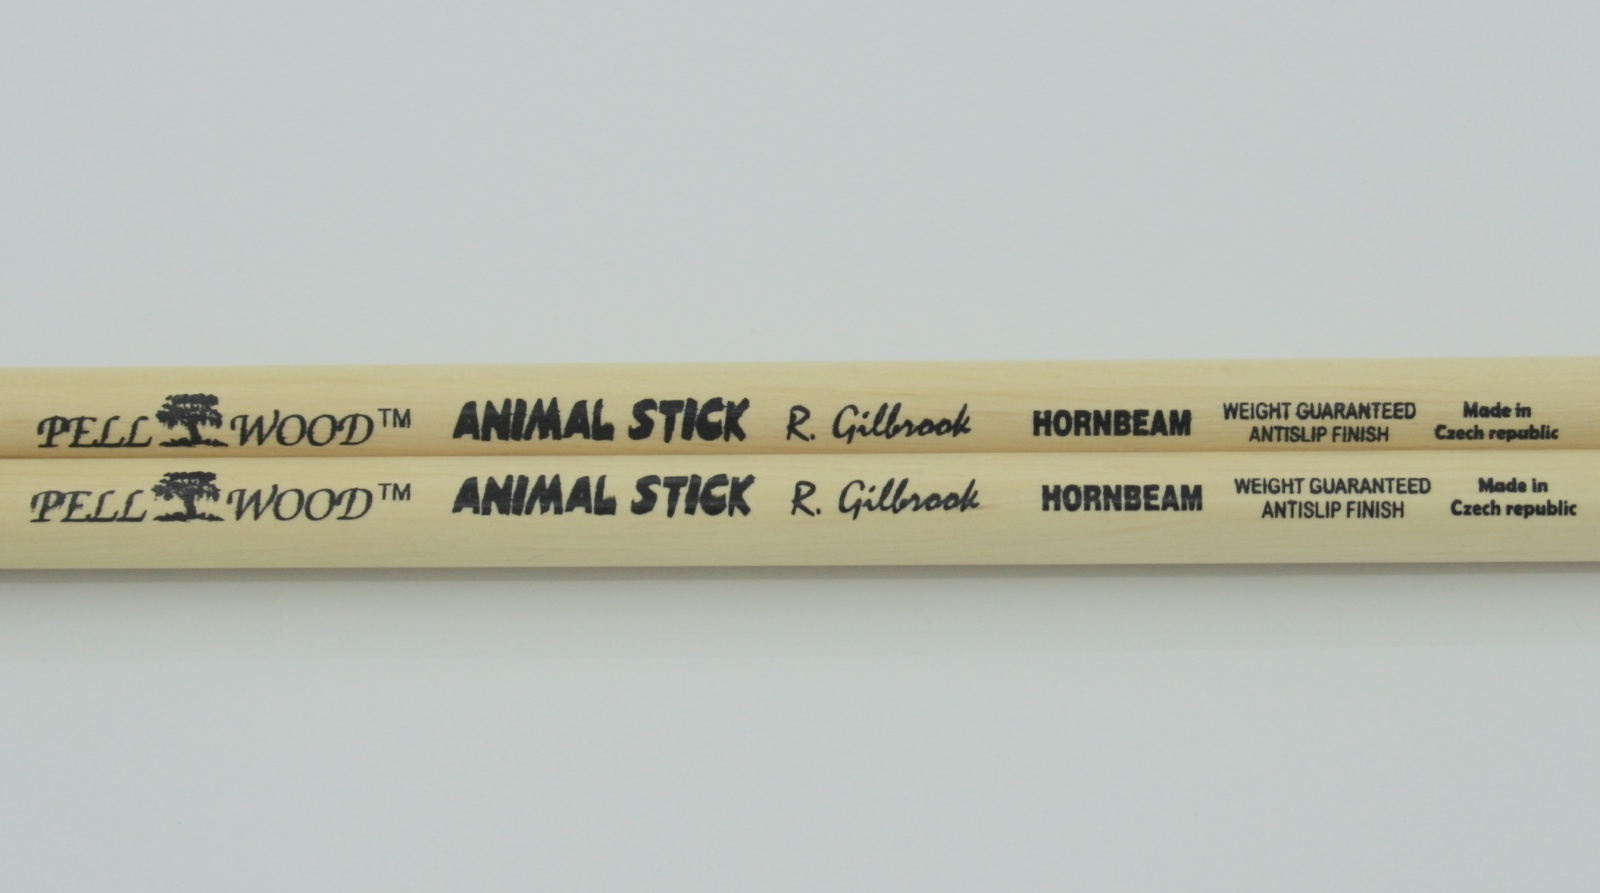 PELL WOOD™ ANIMAL STICK R. Gilbrook HORNBEAM WEIGHT GUARANTEED ANTISLIP FINISH Made in Czech republic
PELL WOOD™ ANIMAL STICK R. Gilbrook HORNBEAM WEIGHT GUARANTEED ANTISLIP FINISH Made in Czech republic